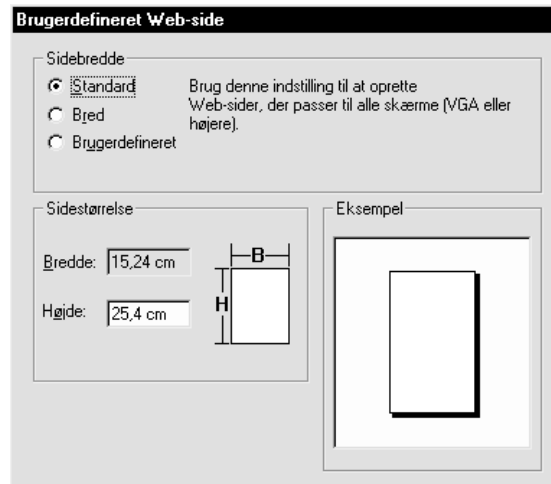 Brugerdefineret Web-side
Sidebredde
Standard
Bred
Brugerdefineret
Brug denne indstilling til at oprette
Web-sider, der passer til alle skærme (VGA eller
højere).
Sidestørrelse
Bredde: 15,24 cm
Højde: 25,4 cm
B
H
Eksempel